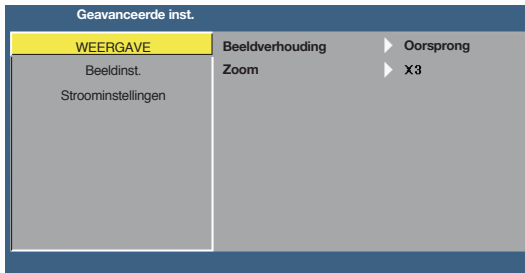 Geavanceerde inst.
WEERGAVE
Beeldverhouding
Oorsprong
Beeldinst.
Zoom
X3
Stroominstellingen